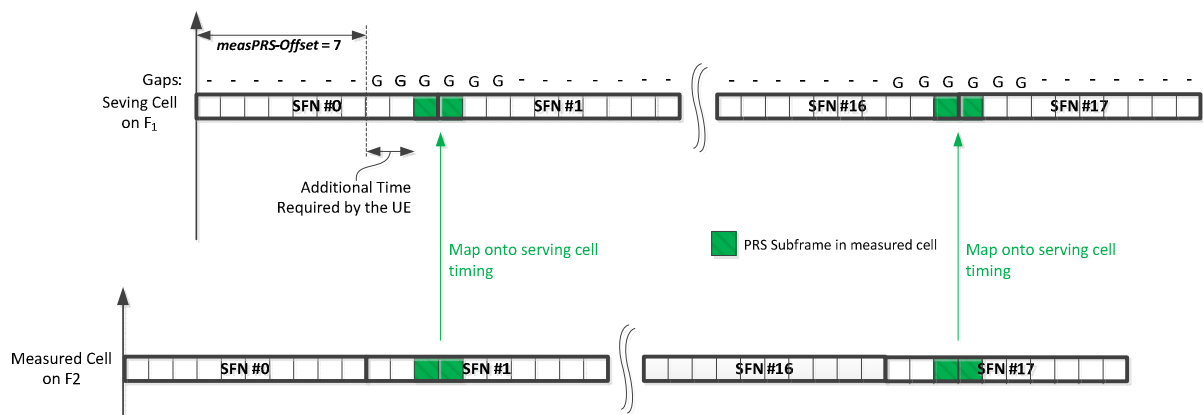 measPRS-Offset = 7
Gaps: - - - - - - - G G G G G G - - - - - - - - - - - - - - G G G G G G - - - - - - -
Seving Cell
on F1
SFN #0 SFN #1 SFN #16 SFN #17
Additional Time
Required by the UE
Map onto serving cell
timing
PRS Subframe in measured cell
Map onto serving cell
timing
Measured Cell
on F2
SFN #0 SFN #1 SFN #16 SFN #17